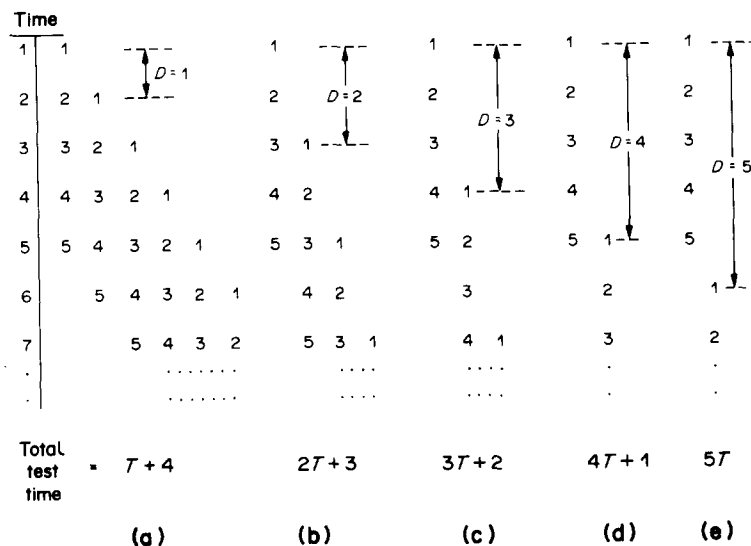 Time
1 1 1 1 1 1
D=1
2 2 1 2 D=2 2 2 2
D=3
3 3 2 1 3 1 3 3 D=4 3
D=5
4 4 3 2 1 4 2 4 1 4 4
5 5 4 3 2 1 5 3 1 5 2 5 1 5
6 5 4 3 2 1 4 2 3 2 1
7 5 4 3 2 5 3 1 4 1 3 2
Total
test
time
= T+4 2T+3 3T+2 4T+1 5T
(a) (b) (c) (d) (e)